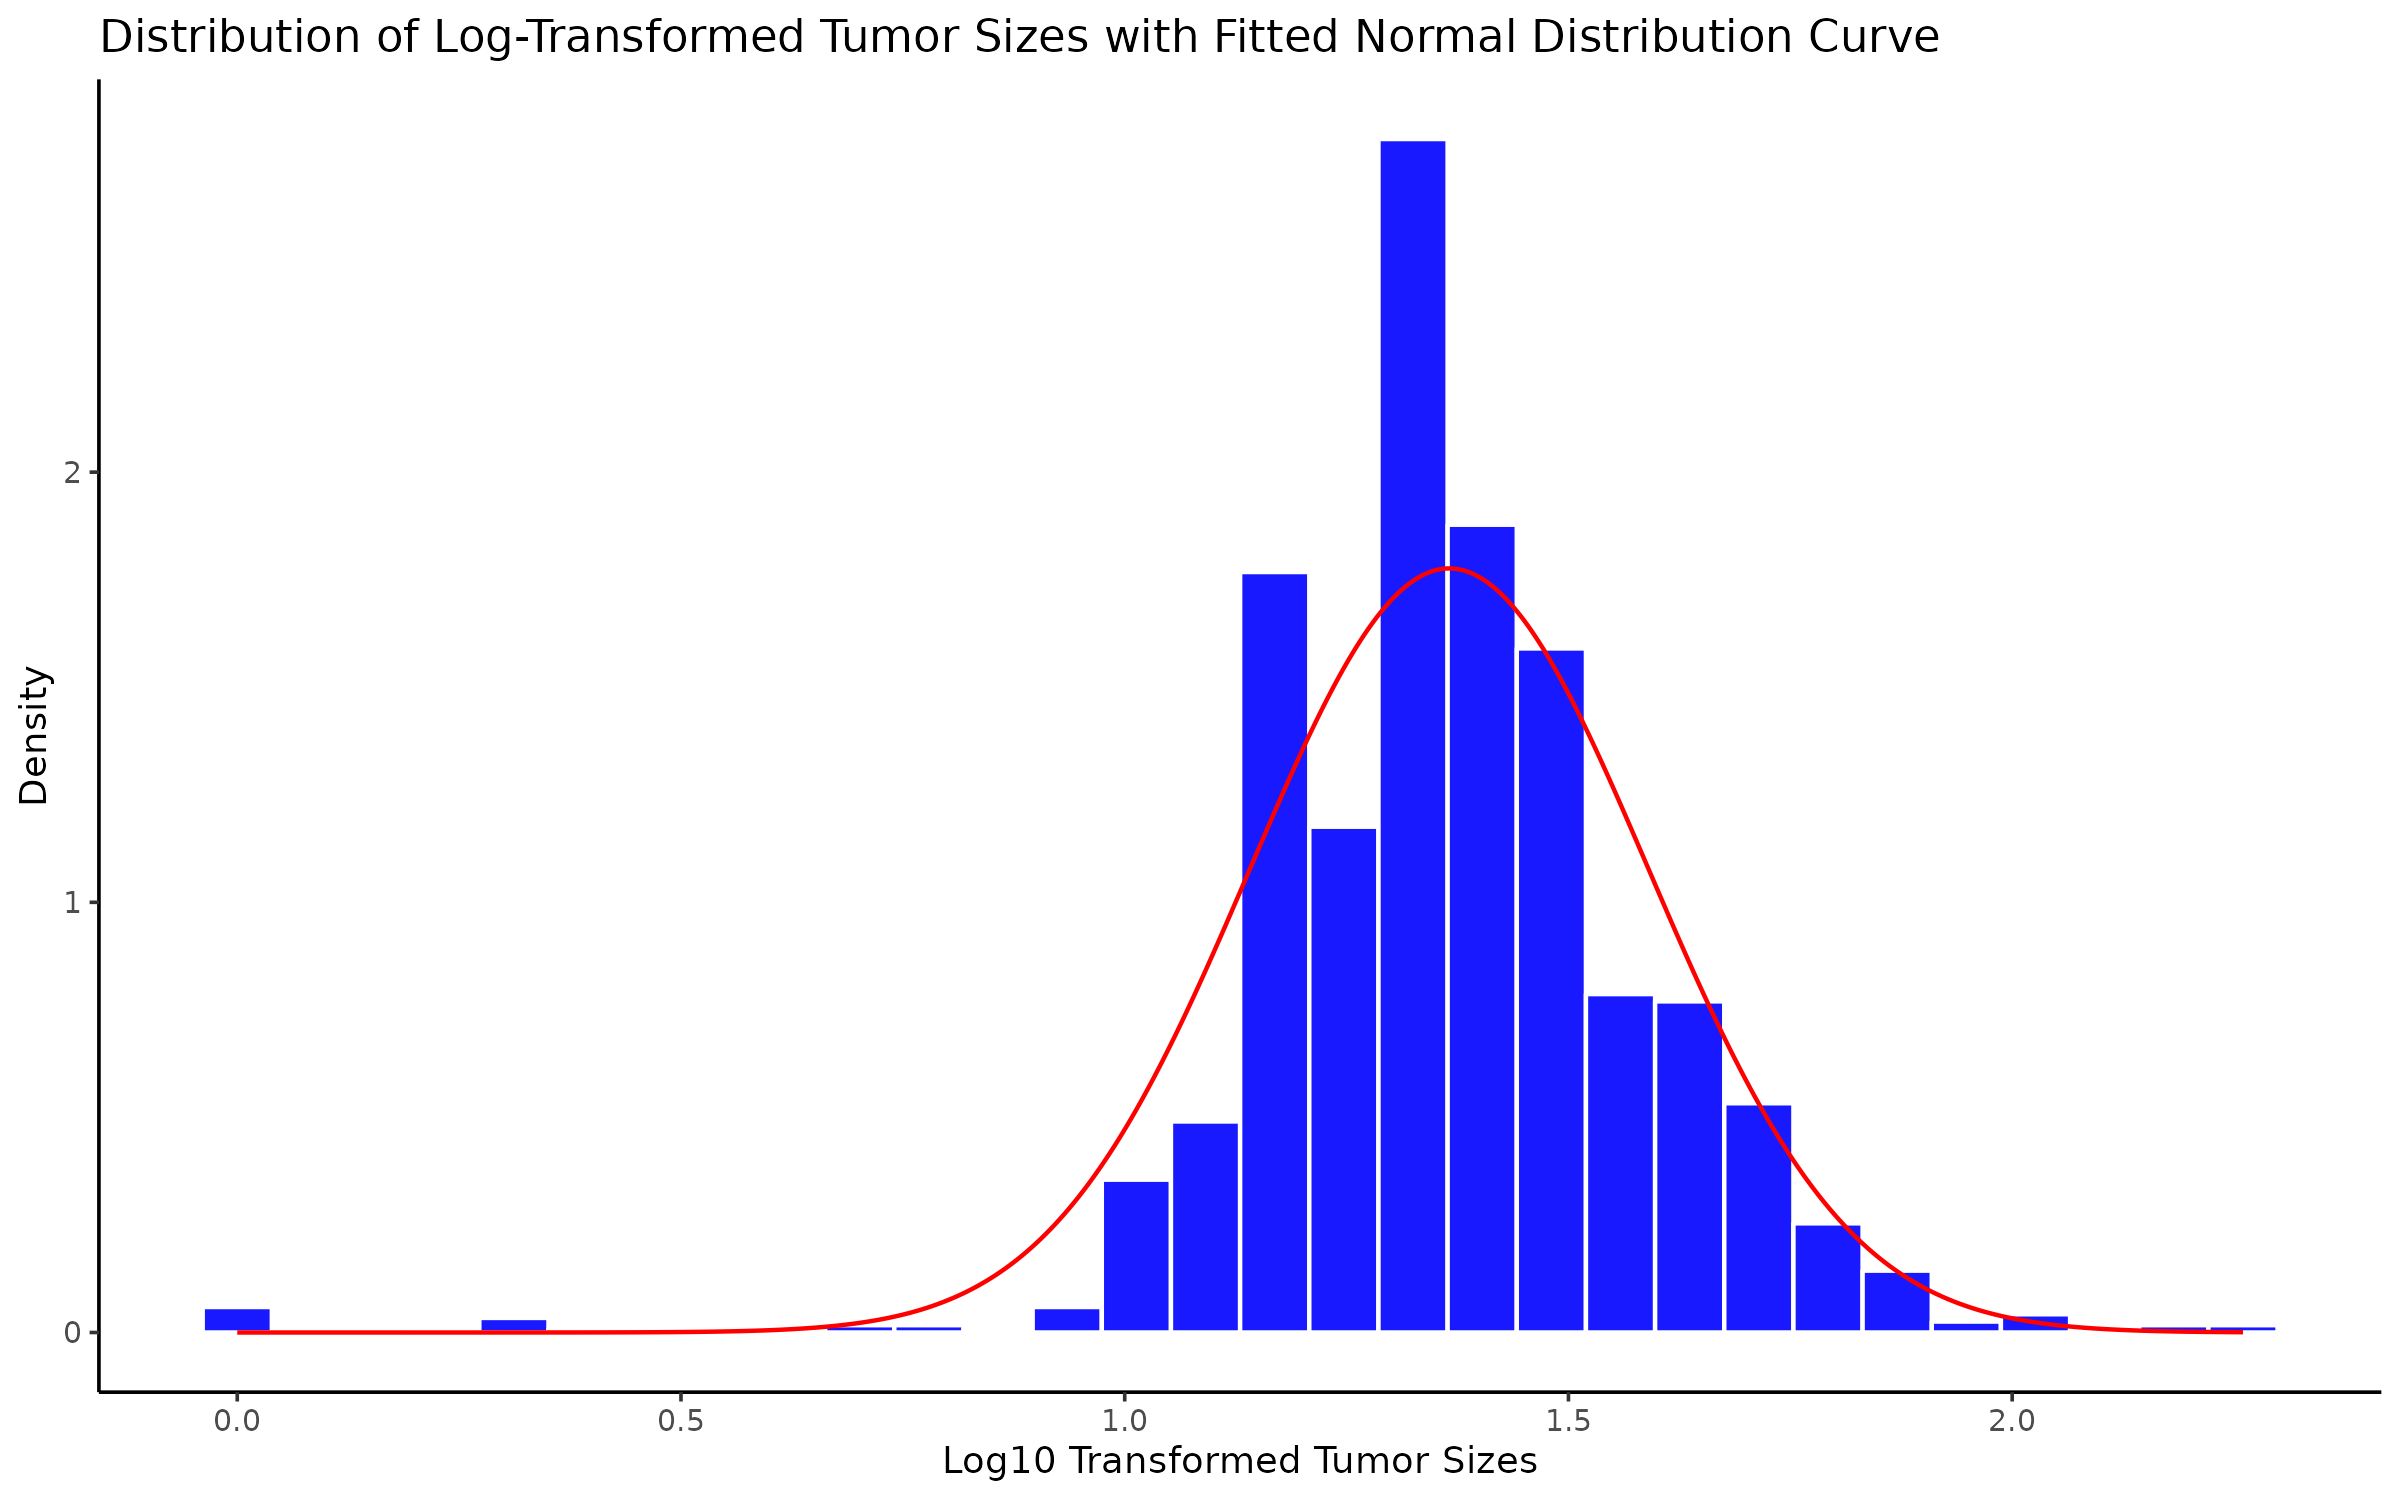 Distribution of Log-Transformed Tumor Sizes with Fitted Normal Distribution Curve
Density
2
1
0
0.0 0.5 1.0 1.5 2.0
Log10 Transformed Tumor Sizes